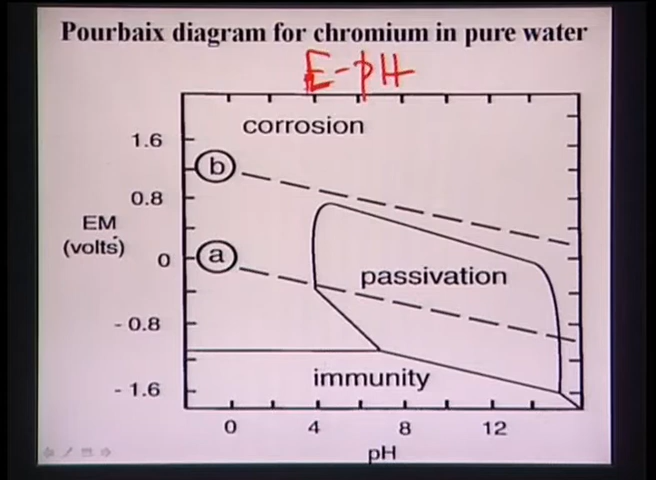 Pourbaix diagram for chromium in pure water
E-pH
corrosion
1.6
b
0.8
EM
(volts)
0
a
passivation
- 0.8
immunity
- 1.6
0 4 8 12
pH